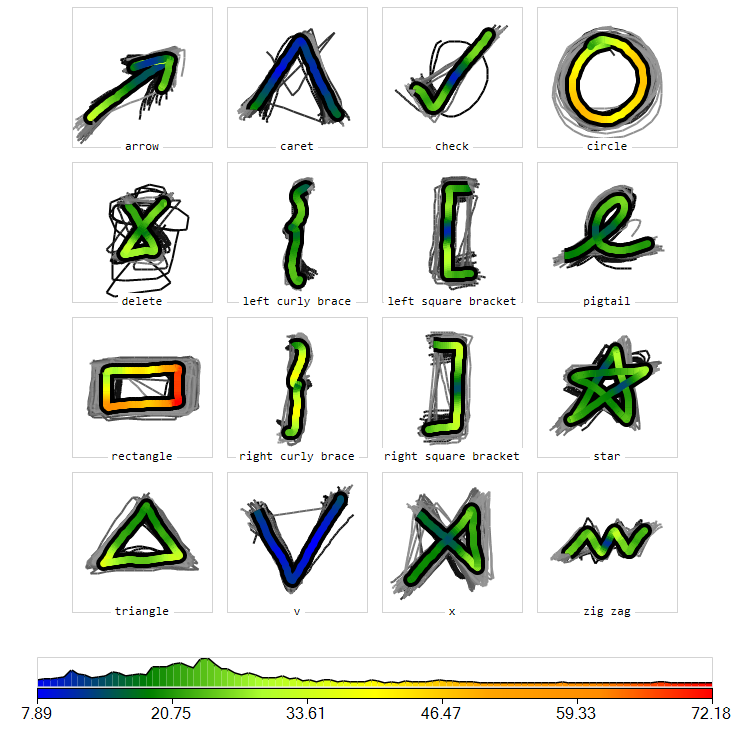 arrow caret check circle
delete left curly brace left square bracket pigtail
rectangle right curly brace right square bracket star
triangle v x zig zag
7.89 20.75 33.61 46.47 59.33 72.18